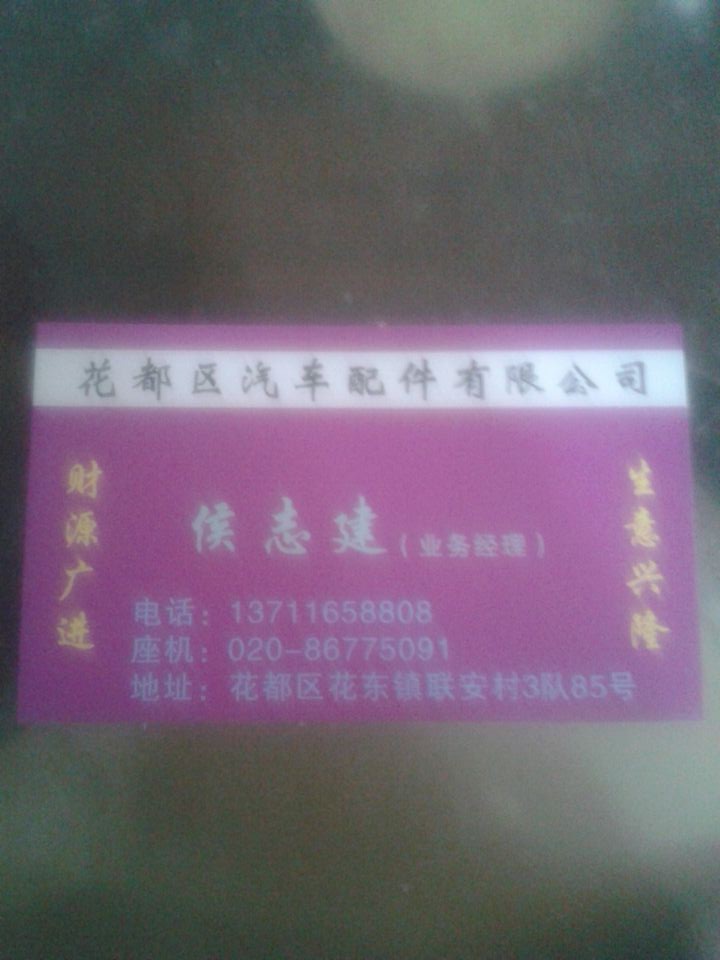 花都区汽车配件有限公司
财源广进
侯志建（业务经理）
生意兴隆
电话：13711658808
座机：020-86775091
地址：花都区花东镇联安村3队85号